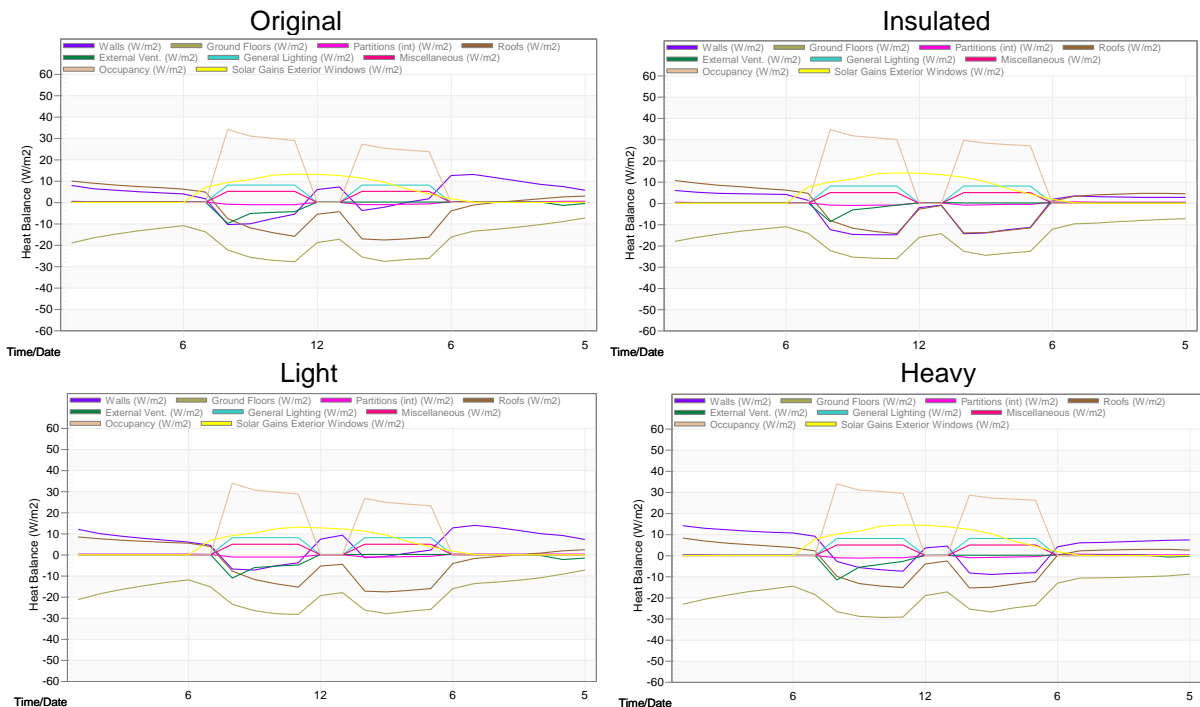 Original
Walls (W/m2) Ground Floors (W/m2) Partitions (int) (W/m2) Roofs (W/m2)
External Vent. (W/m2) General Lighting (W/m2) Miscellaneous (W/m2)
Occupancy (W/m2) Solar Gains Exterior Windows (W/m2)
Heat Balance (W/m2)
60
50
40
30
20
10
0
-10
-20
-30
-40
-50
-60
6 12 6 5
Time/Date
Insulated
Walls (W/m2) Ground Floors (W/m2) Partitions (int) (W/m2) Roofs (W/m2)
External Vent. (W/m2) General Lighting (W/m2) Miscellaneous (W/m2)
Occupancy (W/m2) Solar Gains Exterior Windows (W/m2)
Heat Balance (W/m2)
60
50
40
30
20
10
0
-10
-20
-30
-40
-50
-60
6 12 6 5
Time/Date
Light
Walls (W/m2) Ground Floors (W/m2) Partitions (int) (W/m2) Roofs (W/m2)
External Vent. (W/m2) General Lighting (W/m2) Miscellaneous (W/m2)
Occupancy (W/m2) Solar Gains Exterior Windows (W/m2)
Heat Balance (W/m2)
60
50
40
30
20
10
0
-10
-20
-30
-40
-50
-60
6 12 6 5
Time/Date
Heavy
Walls (W/m2) Ground Floors (W/m2) Partitions (int) (W/m2) Roofs (W/m2)
External Vent. (W/m2) General Lighting (W/m2) Miscellaneous (W/m2)
Occupancy (W/m2) Solar Gains Exterior Windows (W/m2)
Heat Balance (W/m2)
60
50
40
30
20
10
0
-10
-20
-30
-40
-50
-60
6 12 6 5
Time/Date